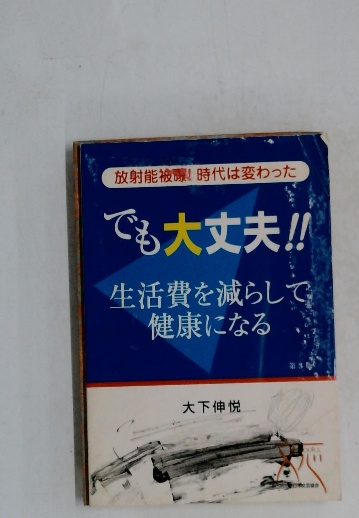 放射能被曝! 時代は変わった
でも大丈夫!!
生活費を減らして
健康になる
大下伸悦